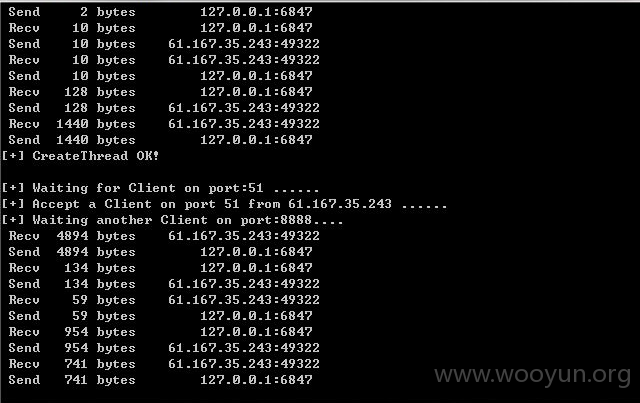 Send 2 bytes 127.0.0.1:6847
Recv 10 bytes 127.0.0.1:6847
Send 10 bytes 61.167.35.243:49322
Recv 10 bytes 61.167.35.243:49322
Send 10 bytes 127.0.0.1:6847
Recv 128 bytes 127.0.0.1:6847
Send 128 bytes 61.167.35.243:49322
Recv 1440 bytes 61.167.35.243:49322
Send 1440 bytes 127.0.0.1:6847
[+] CreateThread OK!
[+] Waiting for Client on port:51 ......
[+] Accept a Client on port 51 from 61.167.35.243 ......
[+] Waiting another Client on port:8888....
Recv 4894 bytes 61.167.35.243:49322
Send 4894 bytes 127.0.0.1:6847
Recv 134 bytes 127.0.0.1:6847
Send 134 bytes 61.167.35.243:49322
Recv 59 bytes 61.167.35.243:49322
Send 59 bytes 127.0.0.1:6847
Recv 954 bytes 127.0.0.1:6847
Send 954 bytes 61.167.35.243:49322
Recv 741 bytes 61.167.35.243:49322
Send 741 bytes 127.0.0.1:6847
www.wooyun.org